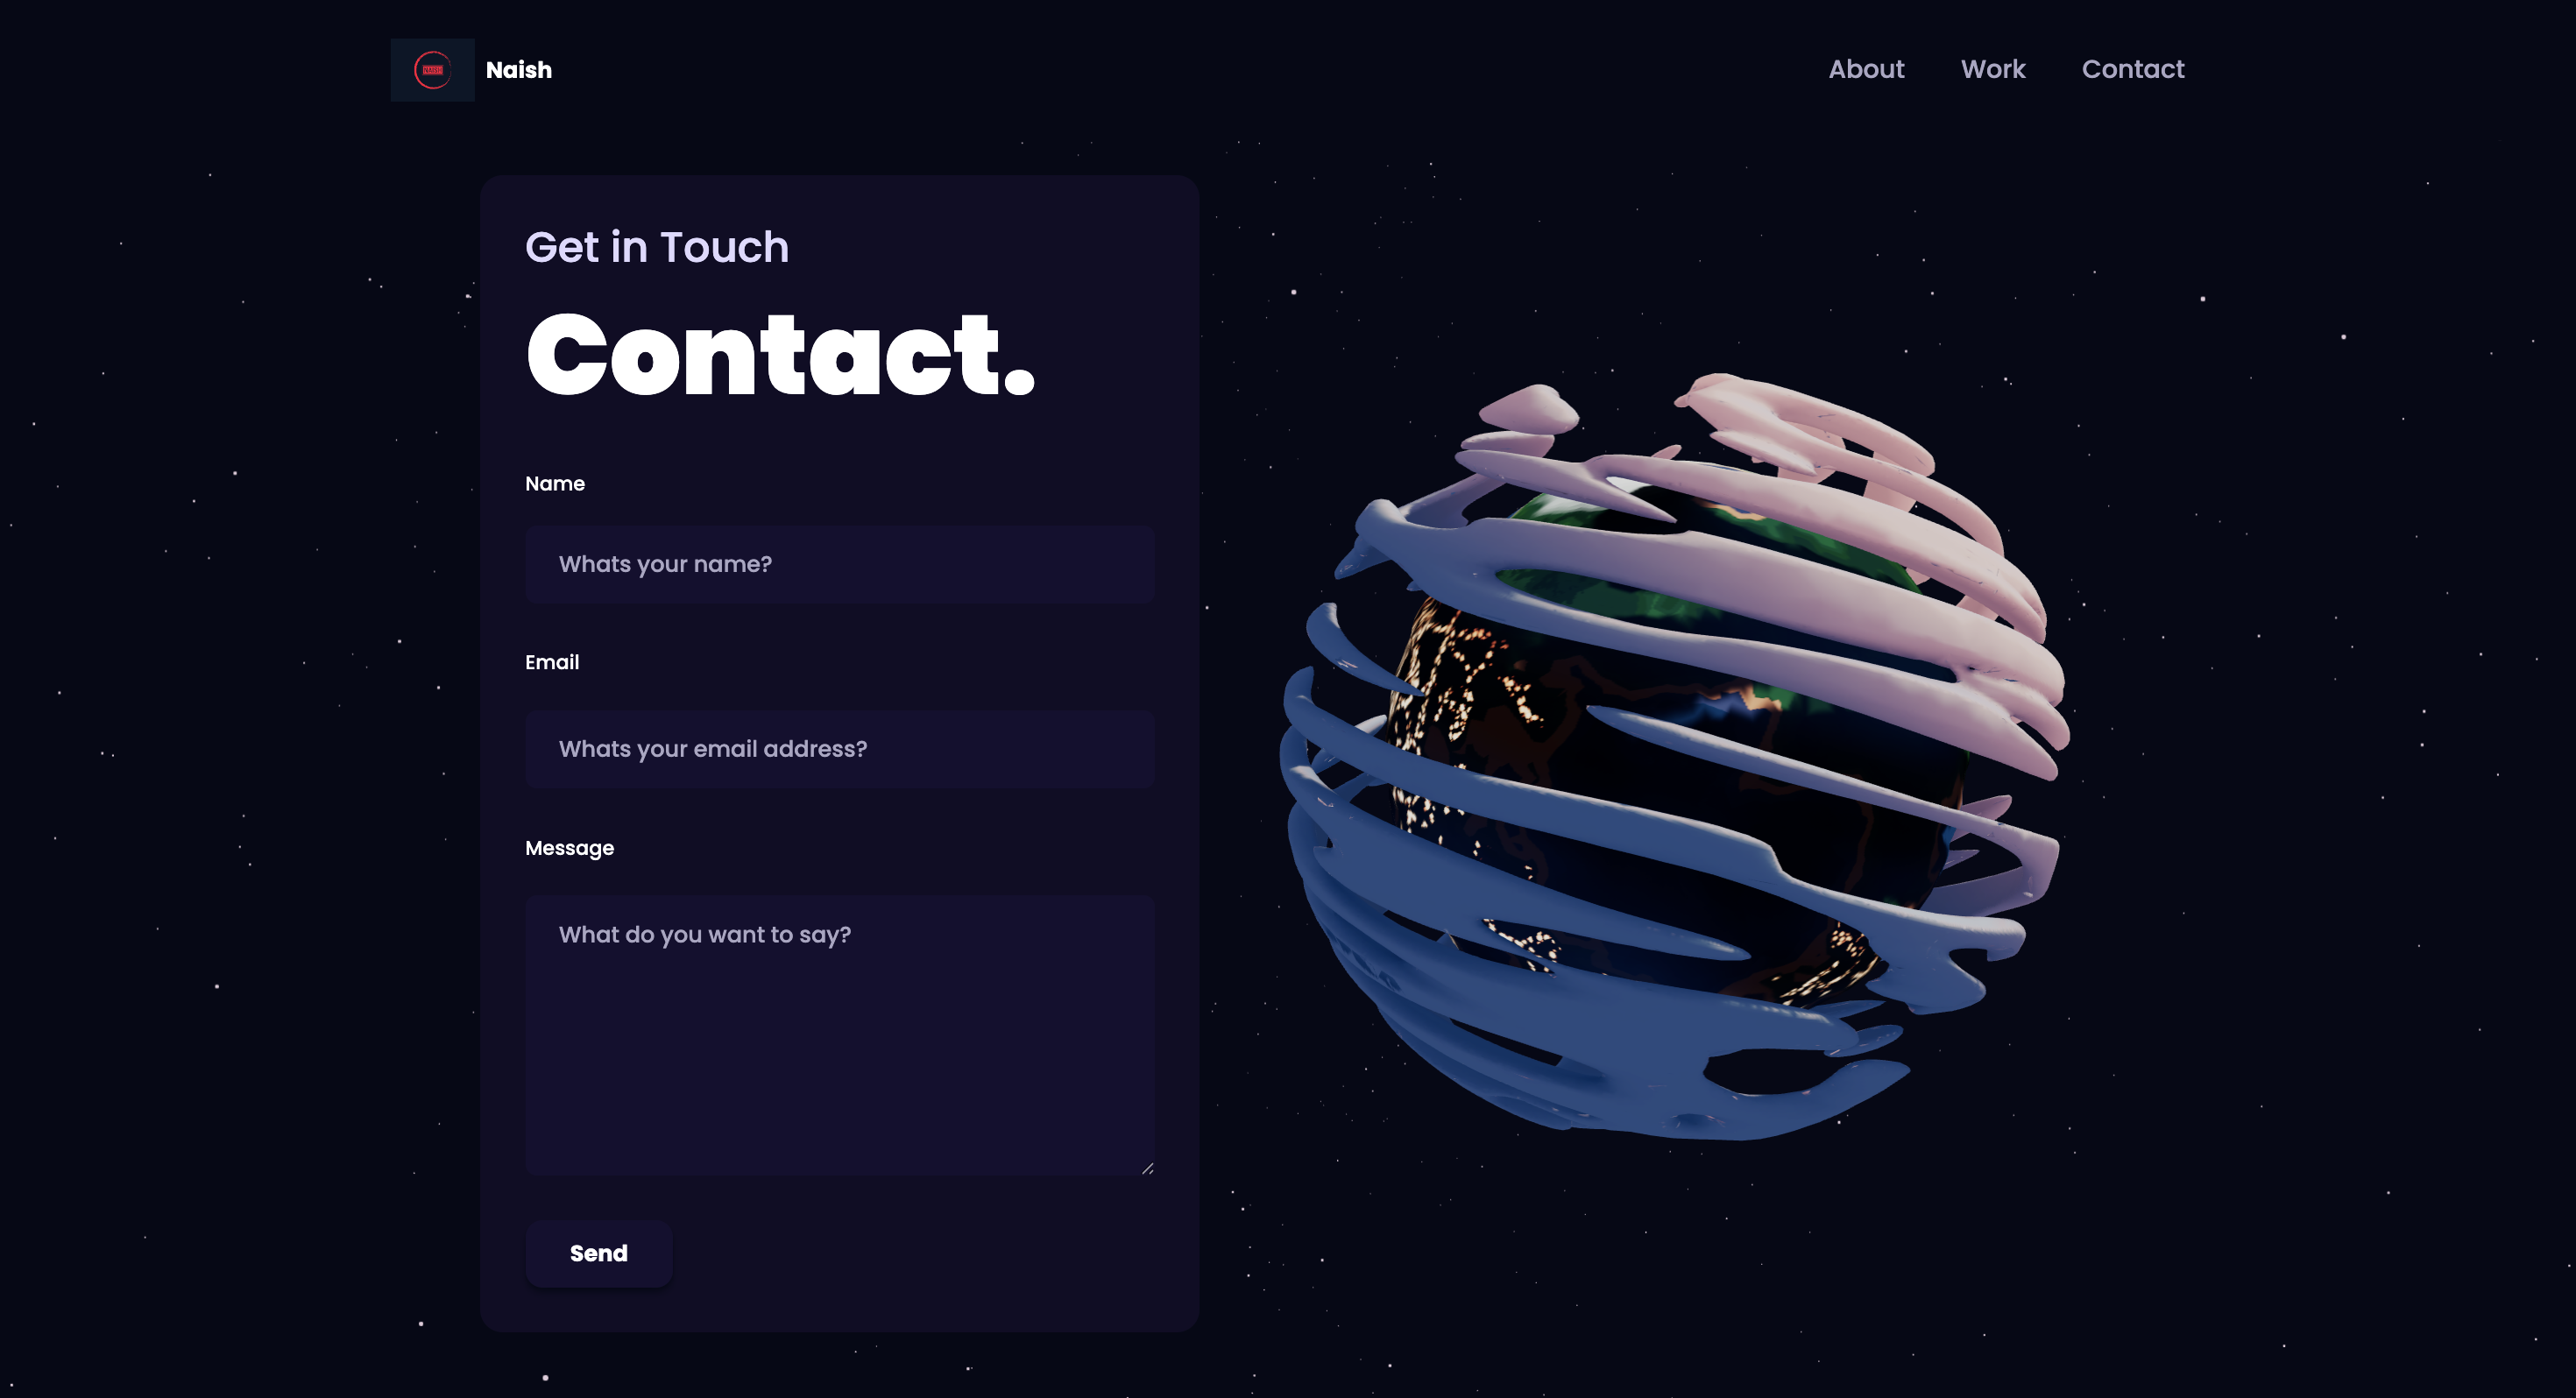 NAISH
Naish
About
Work
Contact
Get in Touch
Contact.
Name
Whats your name?
Email
Whats your email address?
Message
What do you want to say?
Send